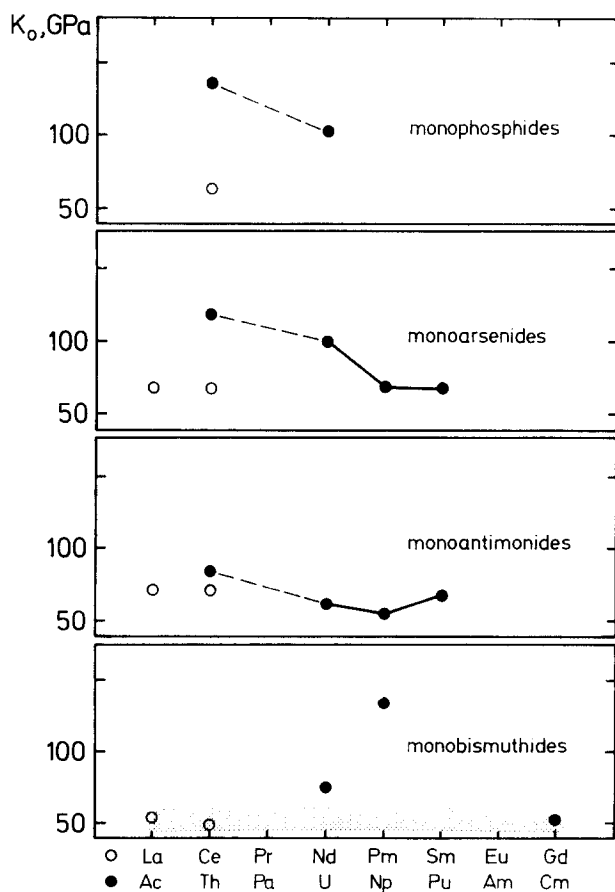 K₀,GPa
100
50
monophosphides
100
50
monoarsenides
100
50
monoantimonides
100
50
monobismuthides
○ La Ce Pr Nd Pm Sm Eu Gd
● Ac Th Pa U Np Pu Am Cm